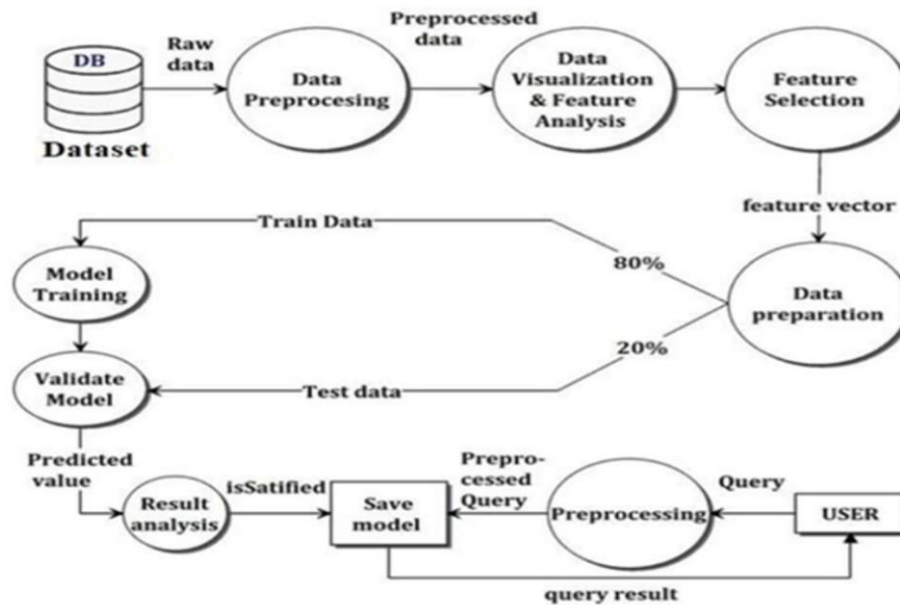 DB
Dataset
Raw
data
Data
Preprocesing
Preprocessed
data
Data
Visualization
& Feature
Analysis
Feature
Selection
feature vector
Data
preparation
80%
Train Data
20%
Test data
Model
Training
Validate
Model
Predicted
value
Result
analysis
isSatified
Save
model
Prepro-
cessed
Query
Preprocessing
Query
USER
query result